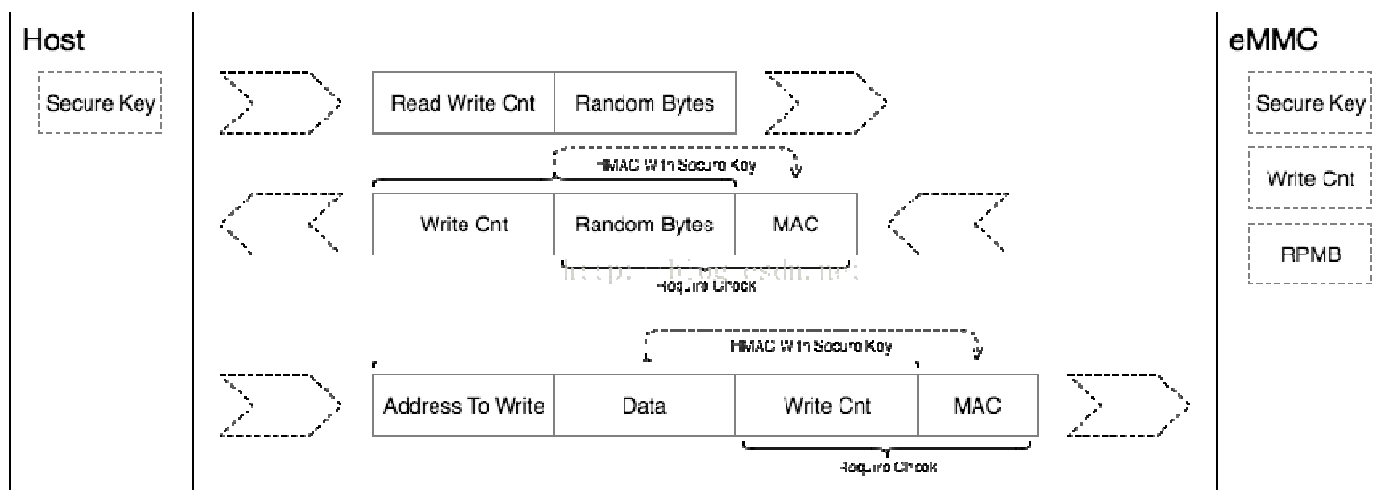 Host
eMMC
Secure Key
Read Write Cnt
Random Bytes
Secure Key
HMAC With Secure Key
Write Cnt
Write Cnt
Random Bytes
MAC
RPMB
Require Check
HMAC With Secure Key
Address To Write
Data
Write Cnt
MAC
Require Check